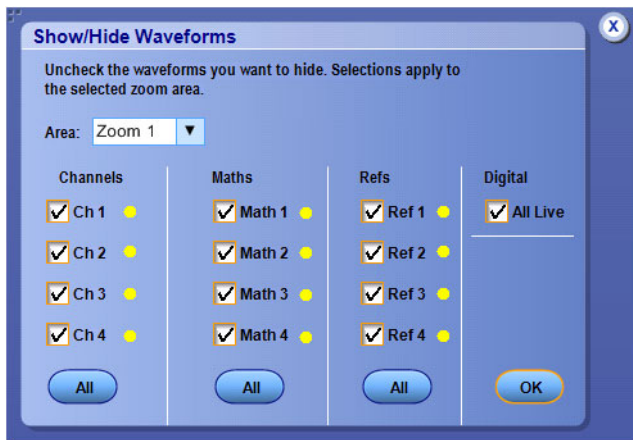 Show/Hide Waveforms
X
Uncheck the waveforms you want to hide. Selections apply to
the selected zoom area.
Area: Zoom 1
Channels Maths Refs Digital
Ch 1 Math 1 Ref 1 All Live
Ch 2 Math 2 Ref 2
Ch 3 Math 3 Ref 3
Ch 4 Math 4 Ref 4
All All All OK